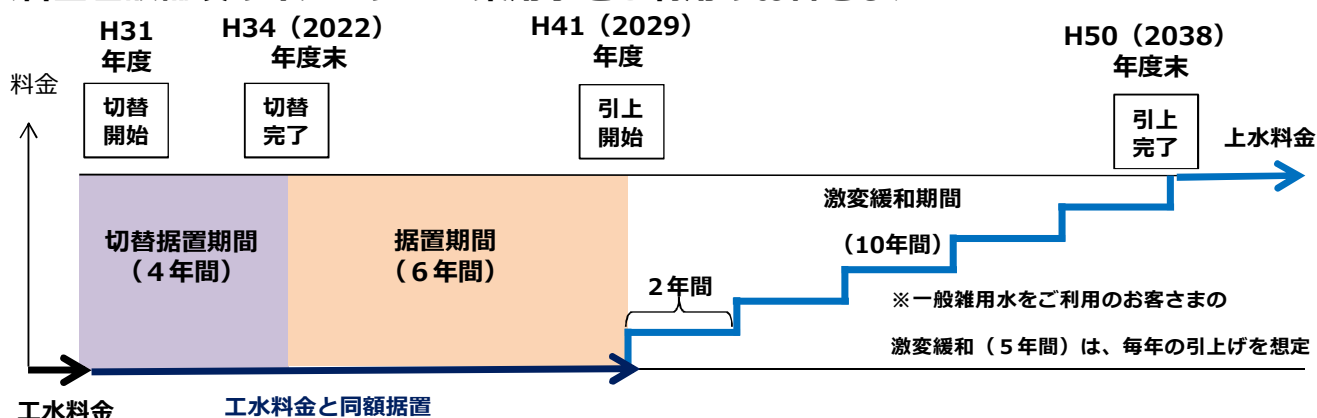 H31
年度
H34（2022）
年度末
H41（2029）
年度
H50（2038）
年度末
料金
切替
開始
切替
完了
引上
開始
引上
完了
上水料金
激変緩和期間
（10年間）
切替据置期間
（４年間）
据置期間
（６年間）
２年間
※一般雑用水をご利用のお客さまの
激変緩和（５年間）は、毎年の引上げを想定
工水料金
工水料金と同額据置